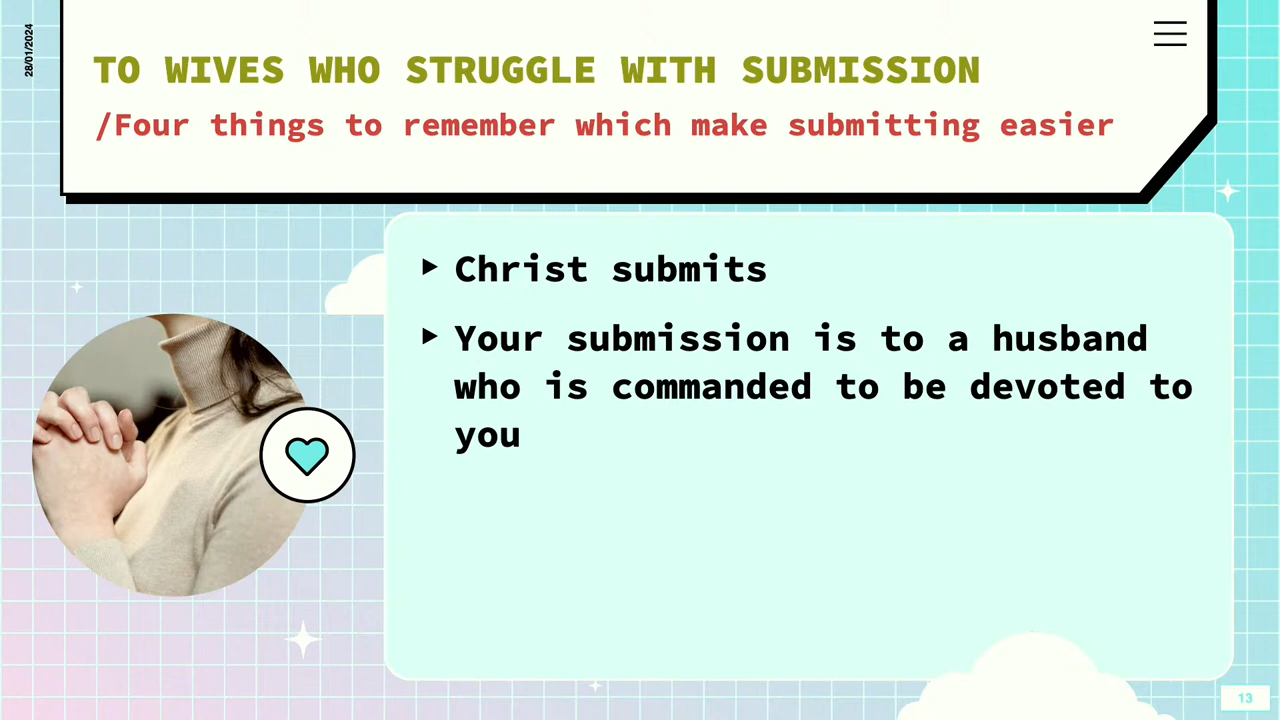 28/01/2024
TO WIVES WHO STRUGGLE WITH SUBMISSION
/Four things to remember which make submitting easier
Christ submits
Your submission is to a husband
who is commanded to be devoted to
you
13